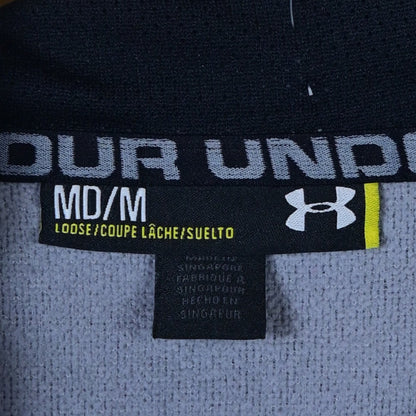 OUR UND
MD/M
LOOSE/COUPE LÂCHE/SUELTO
MADE IN
SINGAPORE
FABRIQUÉ À
SINGAPOUR
HECHO EN
SINGAPUR